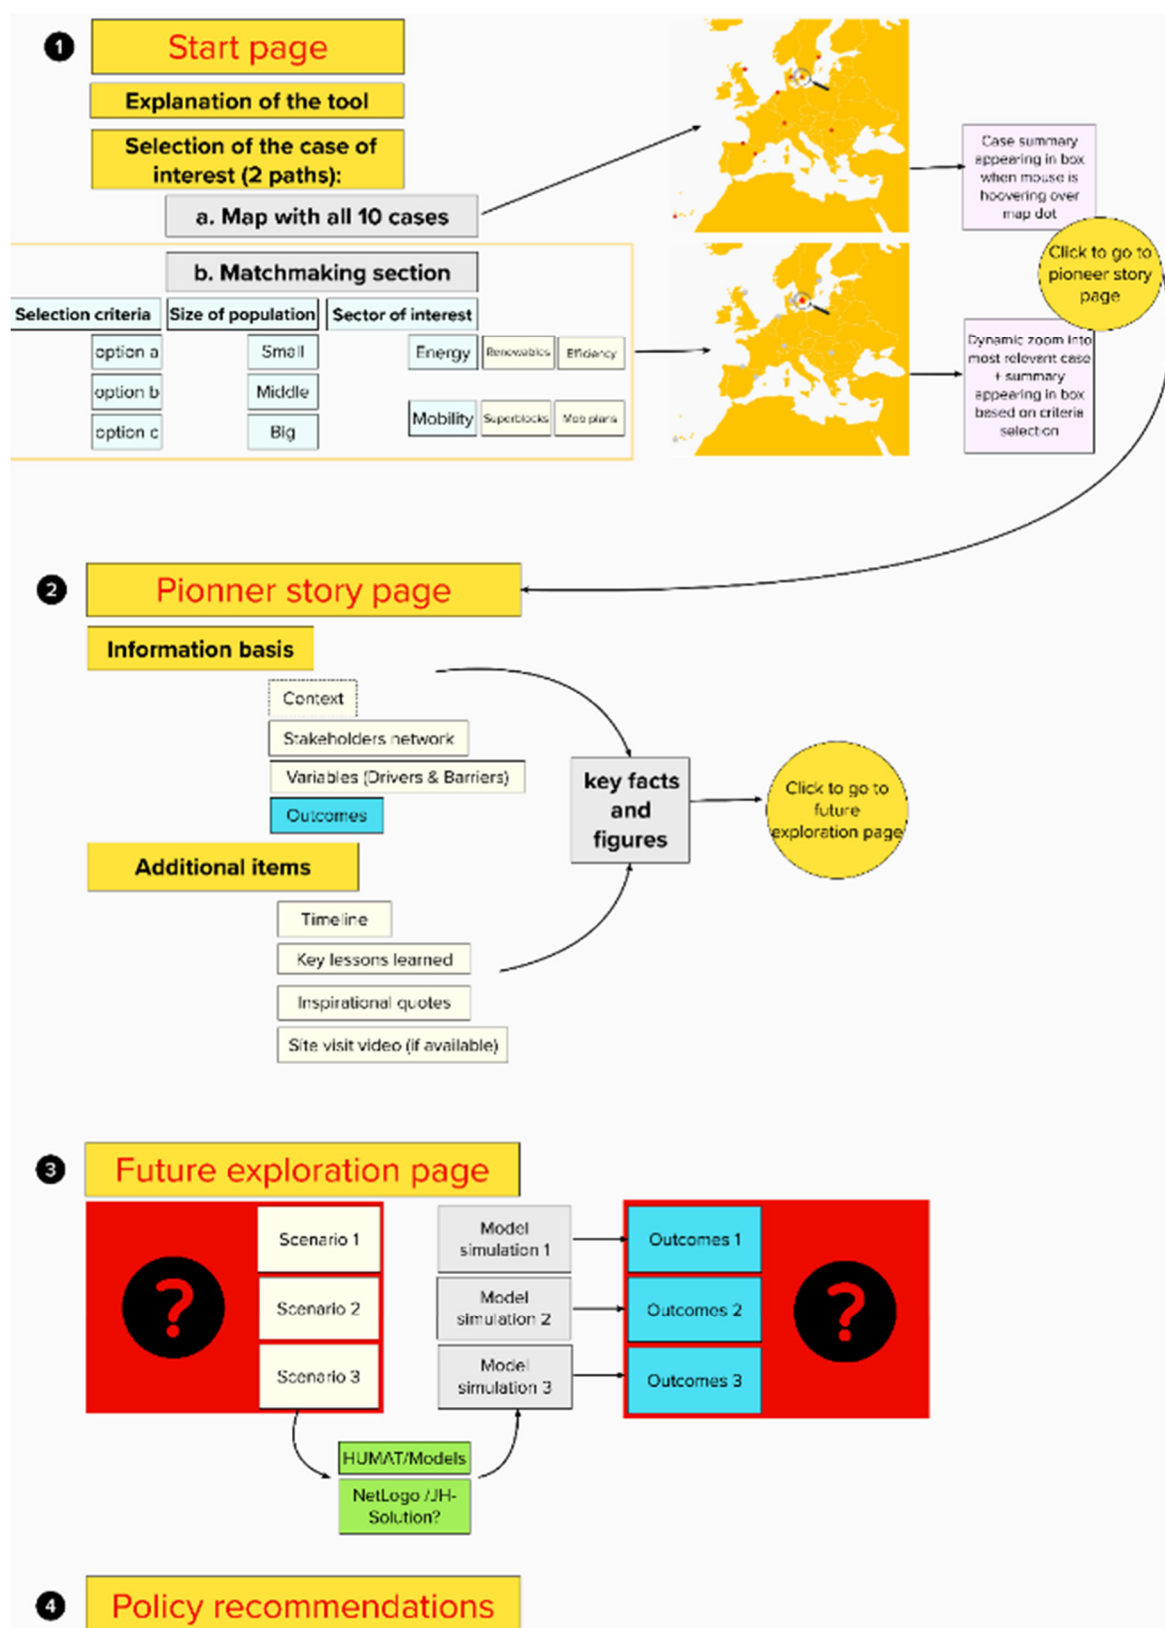 1
Start page
Explanation of the tool
Selection of the case of
interest (2 paths):
a. Map with all 10 cases
Case summary
appearing in box
when mouse is
hoovering over
map dot
Click to go to
pioneer story
page
b. Matchmaking section
Selection criteria
Size of population
Sector of interest
option a
Small
Energy
Renewables
Efficiency
option b
Middle
option c
Big
Mobility
Superblocks
Mob plans
Dynamic zoom into
most relevant case
+ summary
appearing in box
based on criteria
selection
2
Pionner story page
Information basis
Context
Stakeholders network
Variables (Drivers & Barriers)
Outcomes
key facts
and
figures
Click to go to
future
exploration page
Additional items
Timeline
Key lessons learned
Inspirational quotes
Site visit video (if available)
3
Future exploration page
?
Scenario 1
Model
simulation 1
Outcomes 1
Scenario 2
Model
simulation 2
Outcomes 2
?
Scenario 3
Model
simulation 3
Outcomes 3
HUMAT/Models
NetLogo /JH-
Solution?
4
Policy recommendations